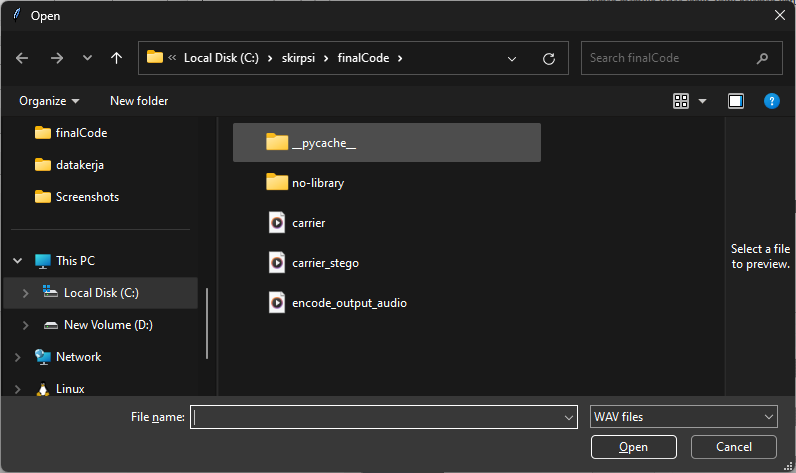 Open
Local Disk (C:) skirpsi finalCode
Search finalCode
Organize New folder
finalCode
datakerja
Screenshots
This PC
Local Disk (C:)
New Volume (D:)
Network
Linux
__pycache__
no-library
carrier
carrier_stego
encode_output_audio
Select a file
to preview.
File name:
WAV files
Open Cancel